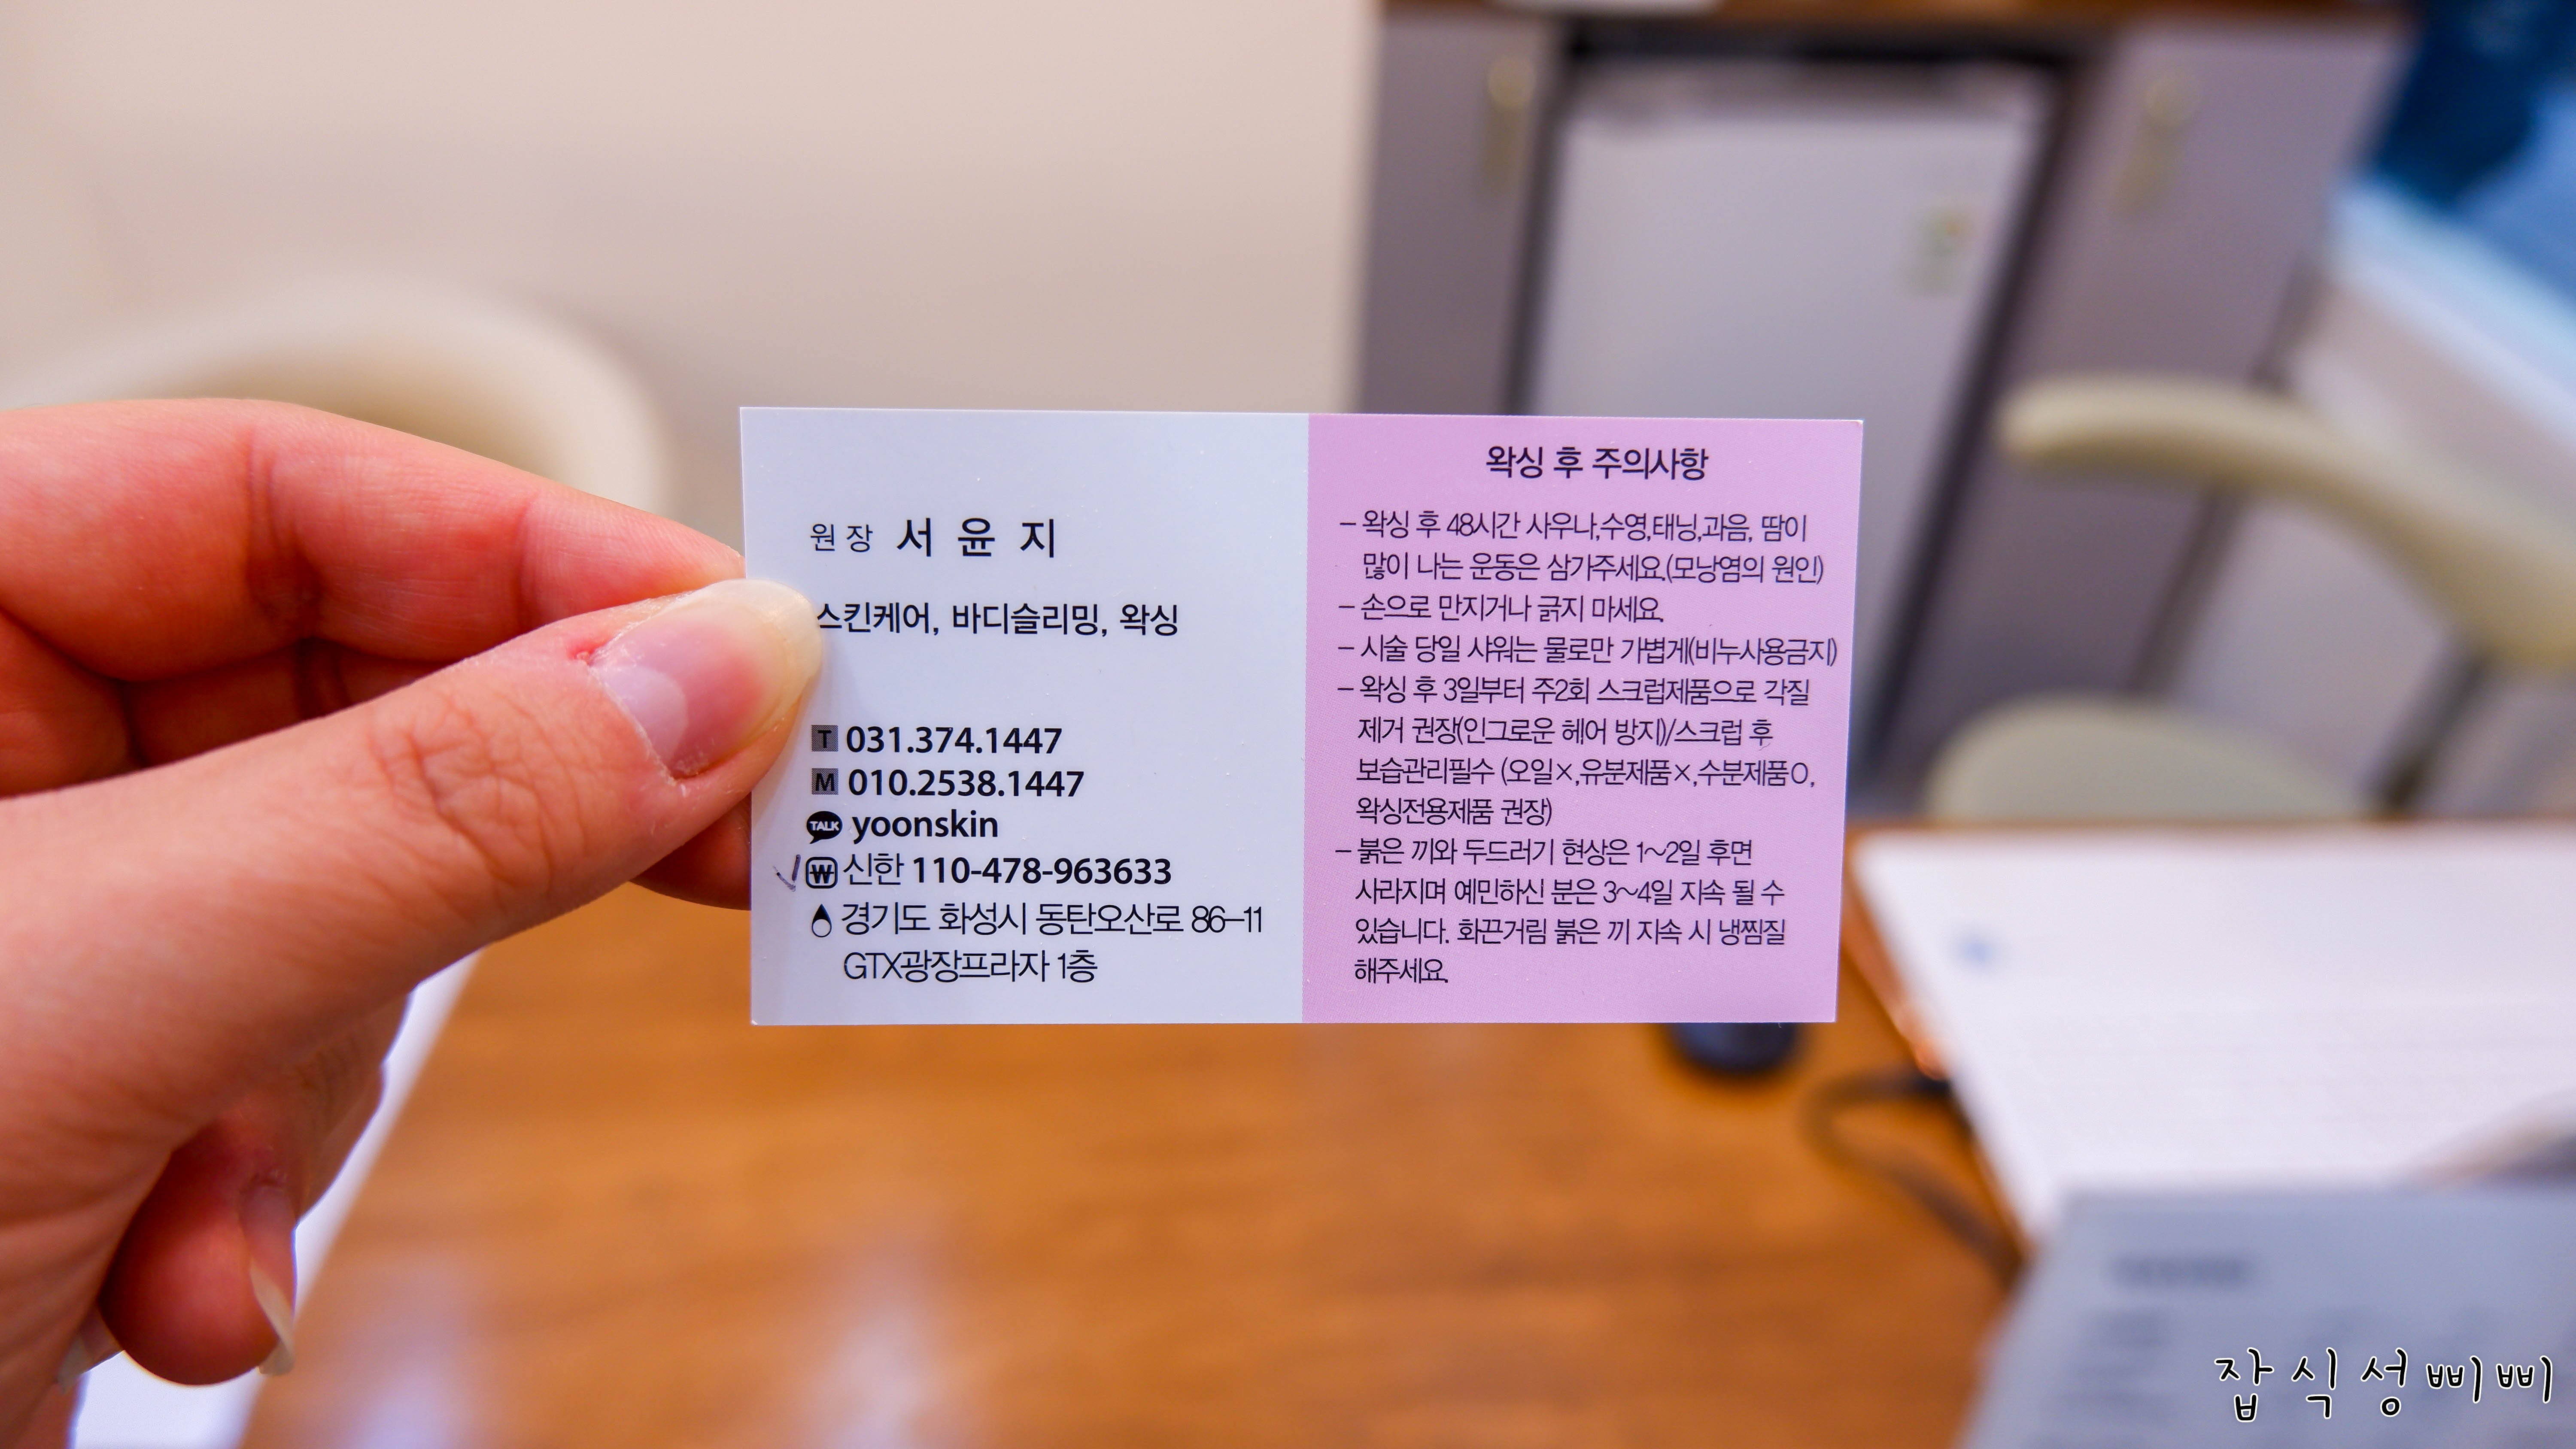 원장 서윤지
스킨케어, 바디슬리밍, 왁싱
T 031.374.1447
M 010.2538.1447
TALK yoonskin
W 신한 110-478-963633
경기도 화성시 동탄오산로 86-11
GTX광장프라자 1층
왁싱 후 주의사항
- 왁싱 후 48시간 사우나,수영,태닝,과음, 땀이
많이 나는 운동은 삼가주세요.(모낭염의 원인)
- 손으로 만지거나 긁지 마세요.
- 시술 당일 샤워는 물로만 가볍게(비누사용금지)
- 왁싱 후 3일부터 주2회 스크럽제품으로 각질
제거 권장(인그로운 헤어 방지)/스크럽 후
보습관리필수 (오일×,유분제품×,수분제품O,
왁싱전용제품 권장)
- 붉은 끼와 두드러기 현상은 1~2일 후면
사라지며 예민하신 분은 3~4일 지속 될 수
있습니다. 화끈거림 붉은 끼 지속 시 냉찜질
해주세요.
잡식성삐삐